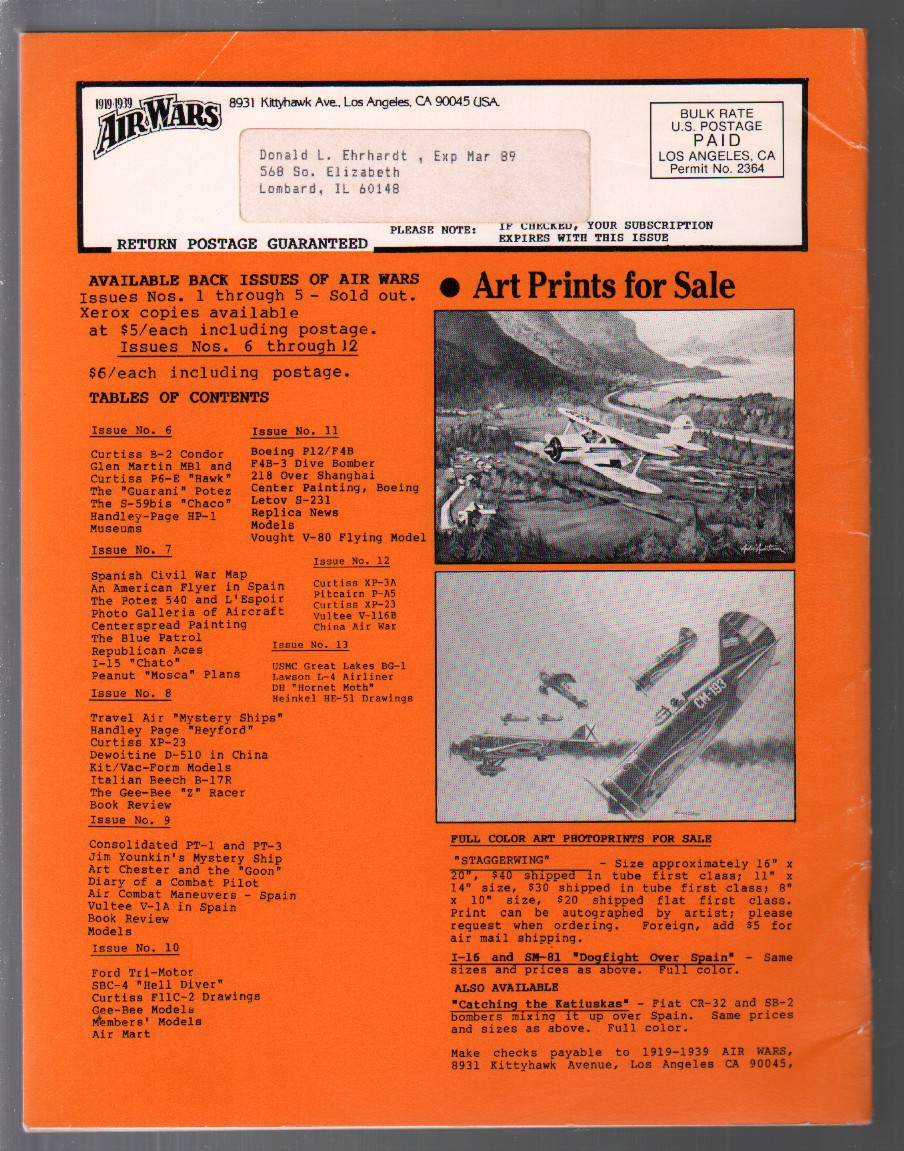 1919-1939
AIR WARS
8931 Kittyhawk Ave., Los Angeles, CA 90045 USA.
BULK RATE
U.S. POSTAGE
PAID
LOS ANGELES, CA
Permit No. 2364
Donald L. Ehrhardt , Exp Mar 89
568 So. Elizabeth
Lombard, IL 60148
PLEASE NOTE: IF CHECKED, YOUR SUBSCRIPTION
EXPIRES WITH THIS ISSUE
RETURN POSTAGE GUARANTEED
AVAILABLE BACK ISSUES OF AIR WARS
Issues Nos. 1 through 5 - Sold out.
Xerox copies available
at $5/each including postage.
Issues Nos. 6 through 12
$6/each including postage.
TABLES OF CONTENTS
Issue No. 6
Curtiss B-2 Condor
Glen Martin MB1 and
Curtiss P6-E "Hawk"
The "Guarani" Potez
The S-59bis "Chaco"
Handley-Page HP-1
Museums
Issue No. 7
Spanish Civil War Map
An American Flyer in Spain
The Potez 540 and L'Espoir
Photo Galleria of Aircraft
Centerspread Painting
The Blue Patrol
Republican Aces
I-15 "Chato"
Peanut "Mosca" Plans
Issue No. 8
Travel Air "Mystery Ships"
Handley Page "Heyford"
Curtiss XP-23
Dewoitine D-510 in China
Kit/Vac-Form Models
Italian Beech B-17R
The Gee-Bee "Z" Racer
Book Review
Issue No. 9
Consolidated PT-1 and PT-3
Jim Younkin's Mystery Ship
Art Chester and the "Goon"
Diary of a Combat Pilot
Air Combat Maneuvers - Spain
Vultee V-1A in Spain
Book Review
Models
Issue No. 10
Ford Tri-Motor
SBC-4 "Hell Diver"
Curtiss F11C-2 Drawings
Gee-Bee Models
Members' Models
Air Mart
Issue No. 11
Boeing P12/F4B
F4B-3 Dive Bomber
218 Over Shanghai
Center Painting, Boeing
Letov S-231
Replica News
Models
Vought V-80 Flying Model
Issue No. 12
Curtiss XP-3A
Pitcairn P-A5
Curtiss XP-23
Vultee V-116B
China Air War
Issue No. 13
USMC Great Lakes BG-1
Lawson L-4 Airliner
DH "Hornet Moth"
Heinkel HE-51 Drawings
● Art Prints for Sale
CM-193
FULL COLOR ART PHOTOPRINTS FOR SALE
"STAGGERWING" - Size approximately 16" x
20", $40 shipped in tube first class; 11" x
14" size, $30 shipped in tube first class; 8"
x 10" size, $20 shipped flat first class.
Print can be autographed by artist; please
request when ordering. Foreign, add $5 for
air mail shipping.
I-16 and SM-81 "Dogfight Over Spain" - Same
sizes and prices as above. Full color.
ALSO AVAILABLE
"Catching the Katiuskas" - Fiat CR-32 and SB-2
bombers mixing it up over Spain. Same prices
and sizes as above. Full color.
Make checks payable to 1919-1939 AIR WARS,
8931 Kittyhawk Avenue, Los Angeles CA 90045,